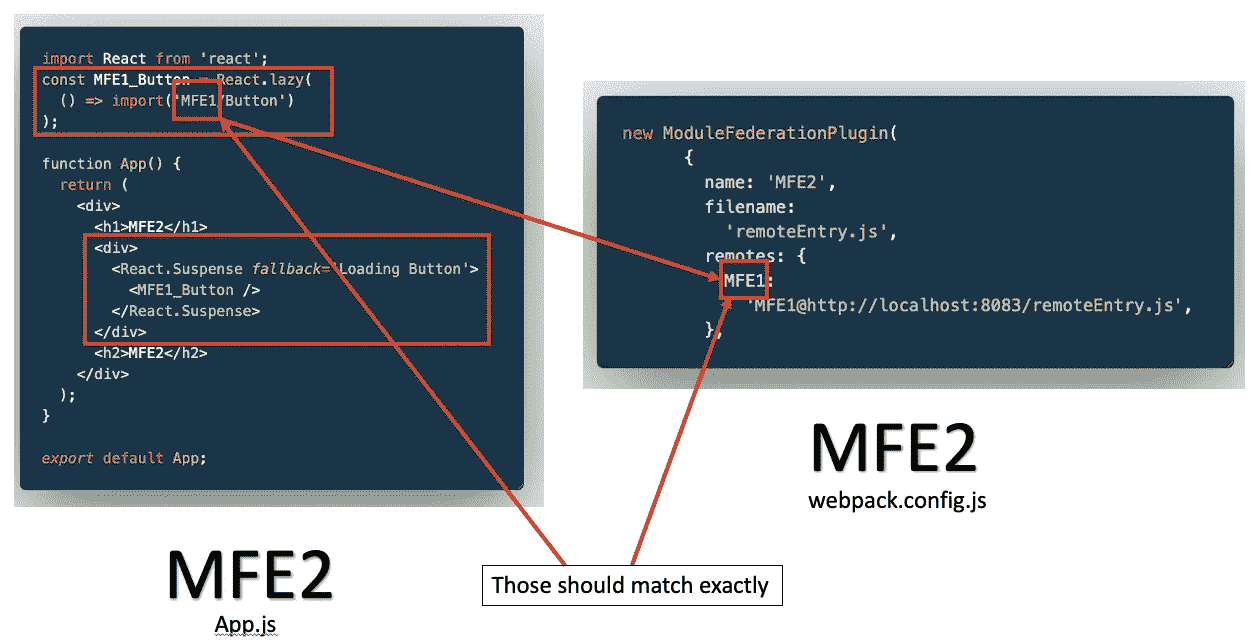 import React from 'react';
const MFE1_Button = React.lazy(
() => import('MFE1/Button')
);
function App() {
return (
<div>
<h1>MFE2</h1>
<div>
<React.Suspense fallback='Loading Button'>
<MFE1_Button />
</React.Suspense>
</div>
<h2>MFE2</h2>
</div>
);
}
export default App;
MFE2
App.js
new ModuleFederationPlugin(
{
name: 'MFE2',
filename:
'remoteEntry.js',
remotes: {
MFE1:
'MFE1@http://localhost:8083/remoteEntry.js',
},
MFE2
webpack.config.js
Those should match exactly